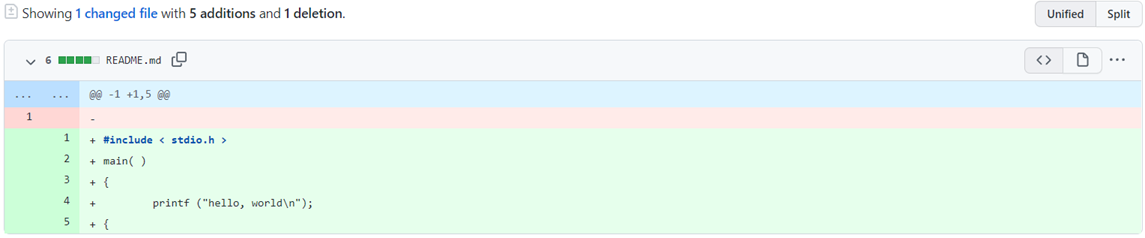 Showing 1 changed file with 5 additions and 1 deletion.
Unified Split
6 README.md
... ... @@ -1 +1,5 @@
1 -
1 + #include < stdio.h >
2 + main( )
3 + {
4 + printf ("hello, world\n");
5 + {